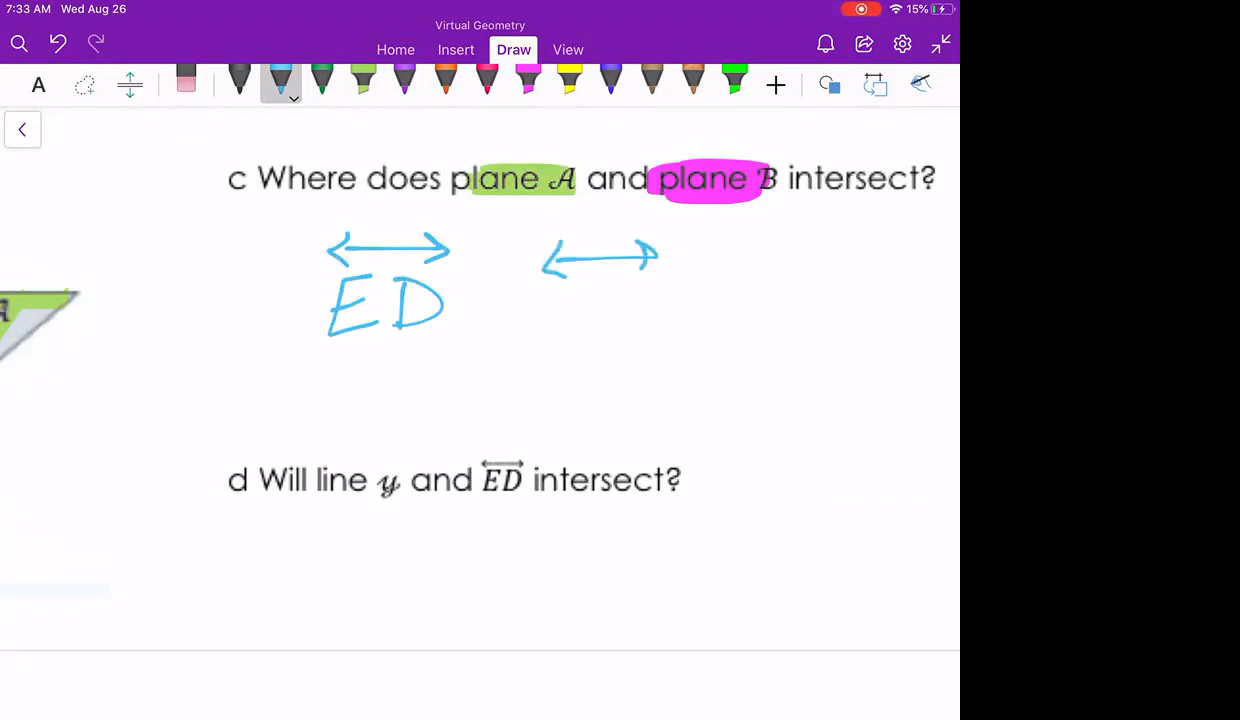 7:33 AM Wed Aug 26 15%
Virtual Geometry
Home Insert Draw View
A
c Where does plane A and plane B intersect?
ED
A
d Will line y and ED intersect?